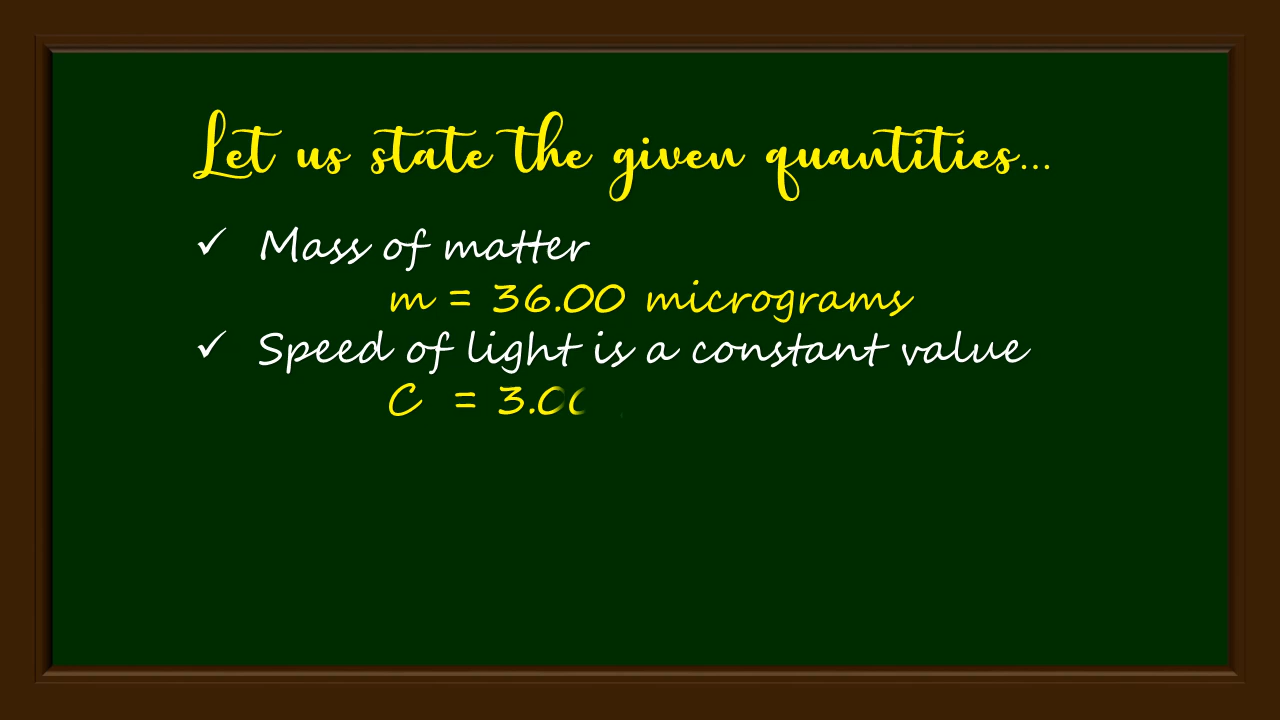 Let us state the given quantities...
✓ Mass of matter
m = 36.00 micrograms
✓ Speed of light is a constant value
C = 3.00